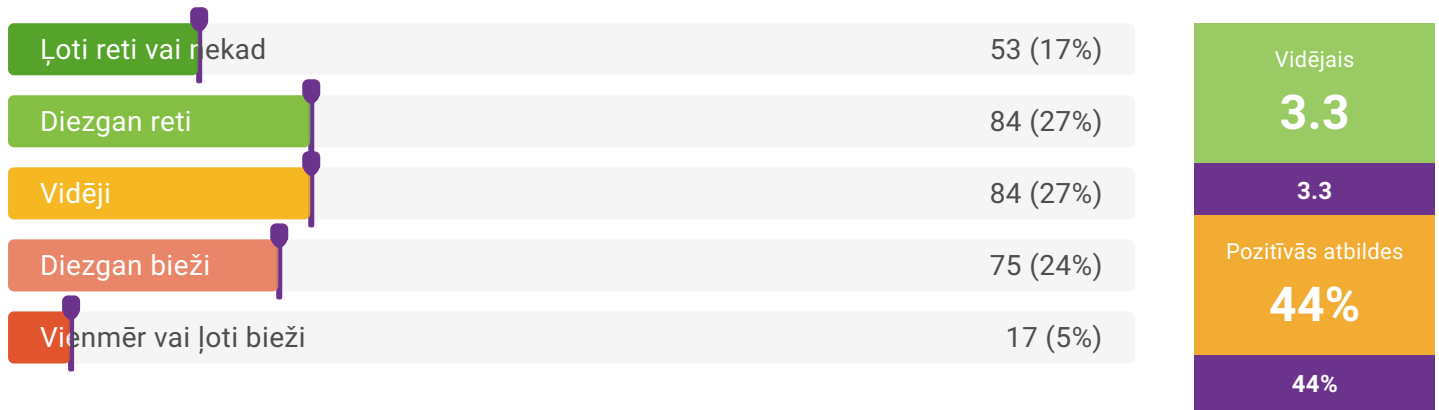 Ļoti reti vai nekad 53 (17%)
Diezgan reti 84 (27%)
Vidēji 84 (27%)
Diezgan bieži 75 (24%)
Vienmēr vai ļoti bieži 17 (5%)
Vidējais
3.3
3.3
Pozitīvās atbildes
44%
44%